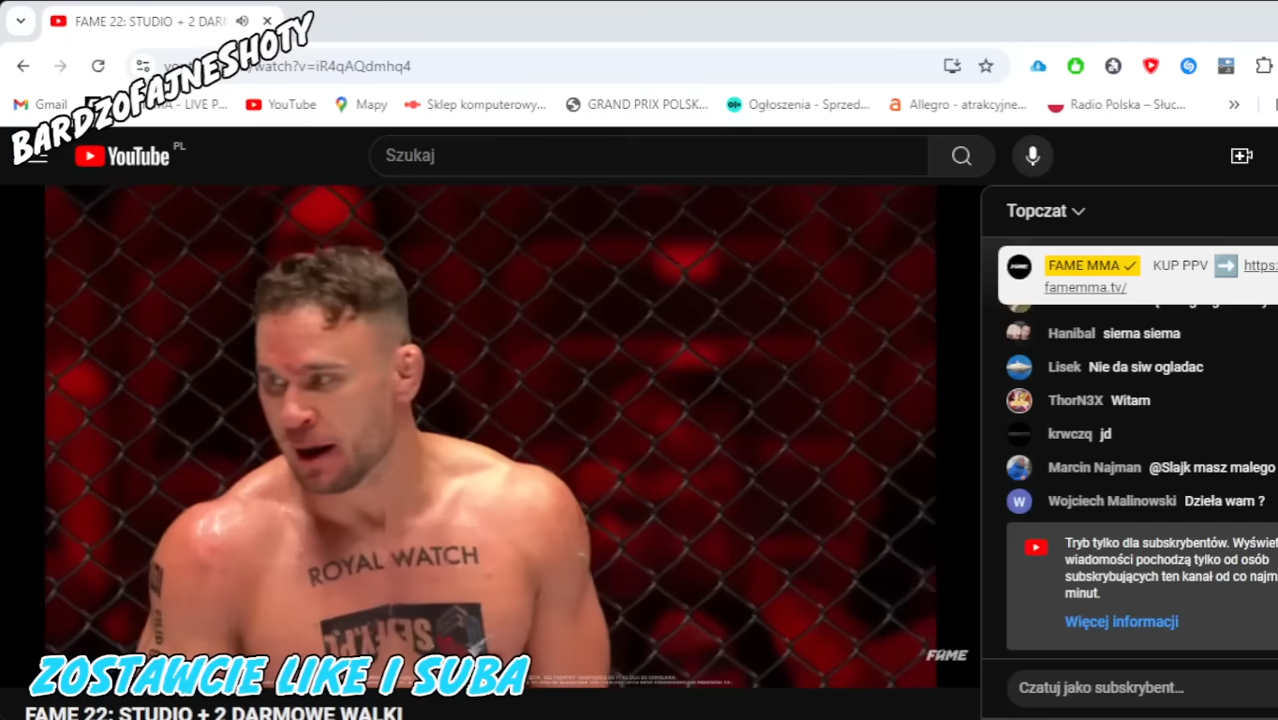 FAME 22: STUDIO + 2 DAR
BARDZOFAJNESHOTY
/watch?v=iR4qAQdmhq4
Gmail
MA - LIVE P...
YouTube
Mapy
Sklep komputerowy...
GRAND PRIX POLSK...
Ogłoszenia - Sprzed...
Allegro - atrakcyjne...
Radio Polska – Słuc...
YouTube PL
Szukaj
Topczat
FAME MMA KUP PPV https:
famemma.tv/
Hanibal siema siema
Lisek Nie da siw ogladac
ThorN3X Witam
krwczq jd
Marcin Najman @Slajk masz malego
W Wojciech Malinowski Dzieła wam ?
Tryb tylko dla subskrybentów. Wyświet
wiadomości pochodzą tylko od osób
subskrybujących ten kanał od co najm
minut.
Więcej informacji
Czatuj jako subskrybent...
ROYAL WATCH
FAME
ZOSTAWCIE LIKE I SUBA
FAME 22: STUDIO + 2 DARMOWE WALKI